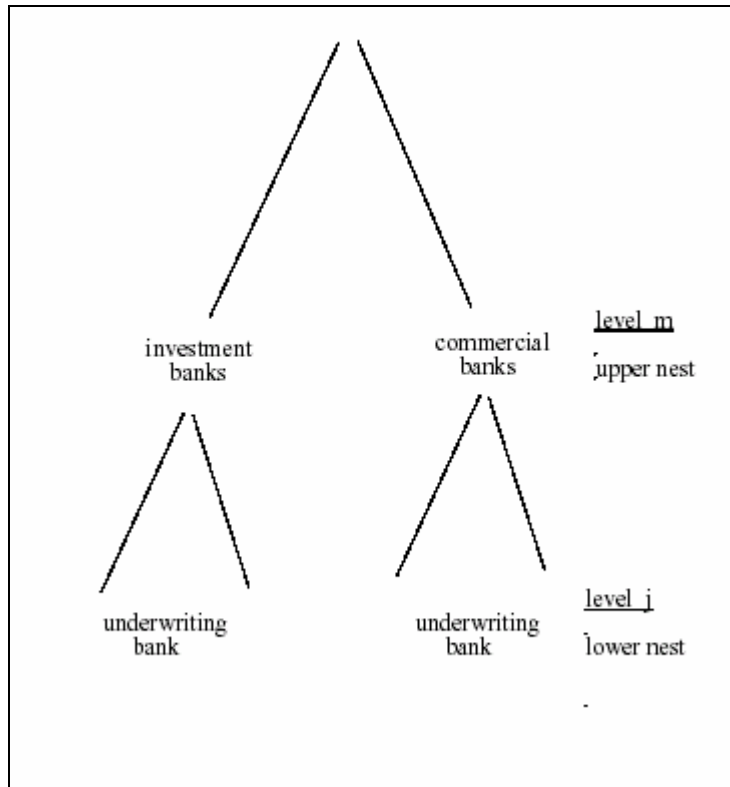 investment
banks
commercial
banks
level m
upper nest
underwriting
bank
underwriting
bank
level j
lower nest